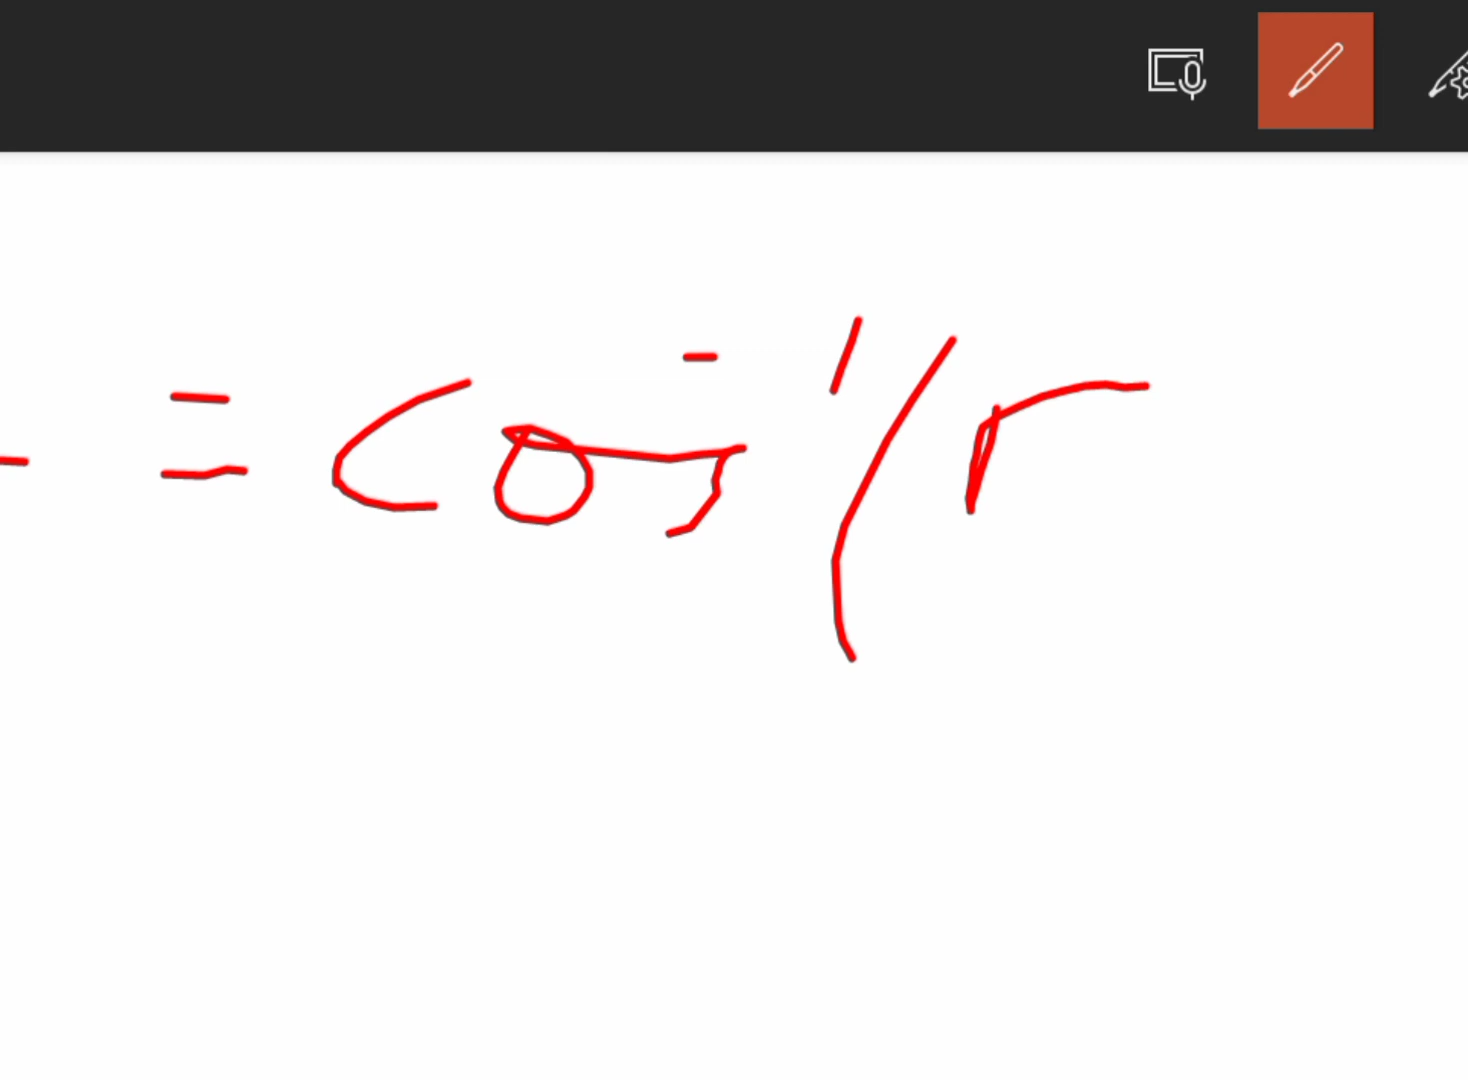 - = cos⁻¹(r